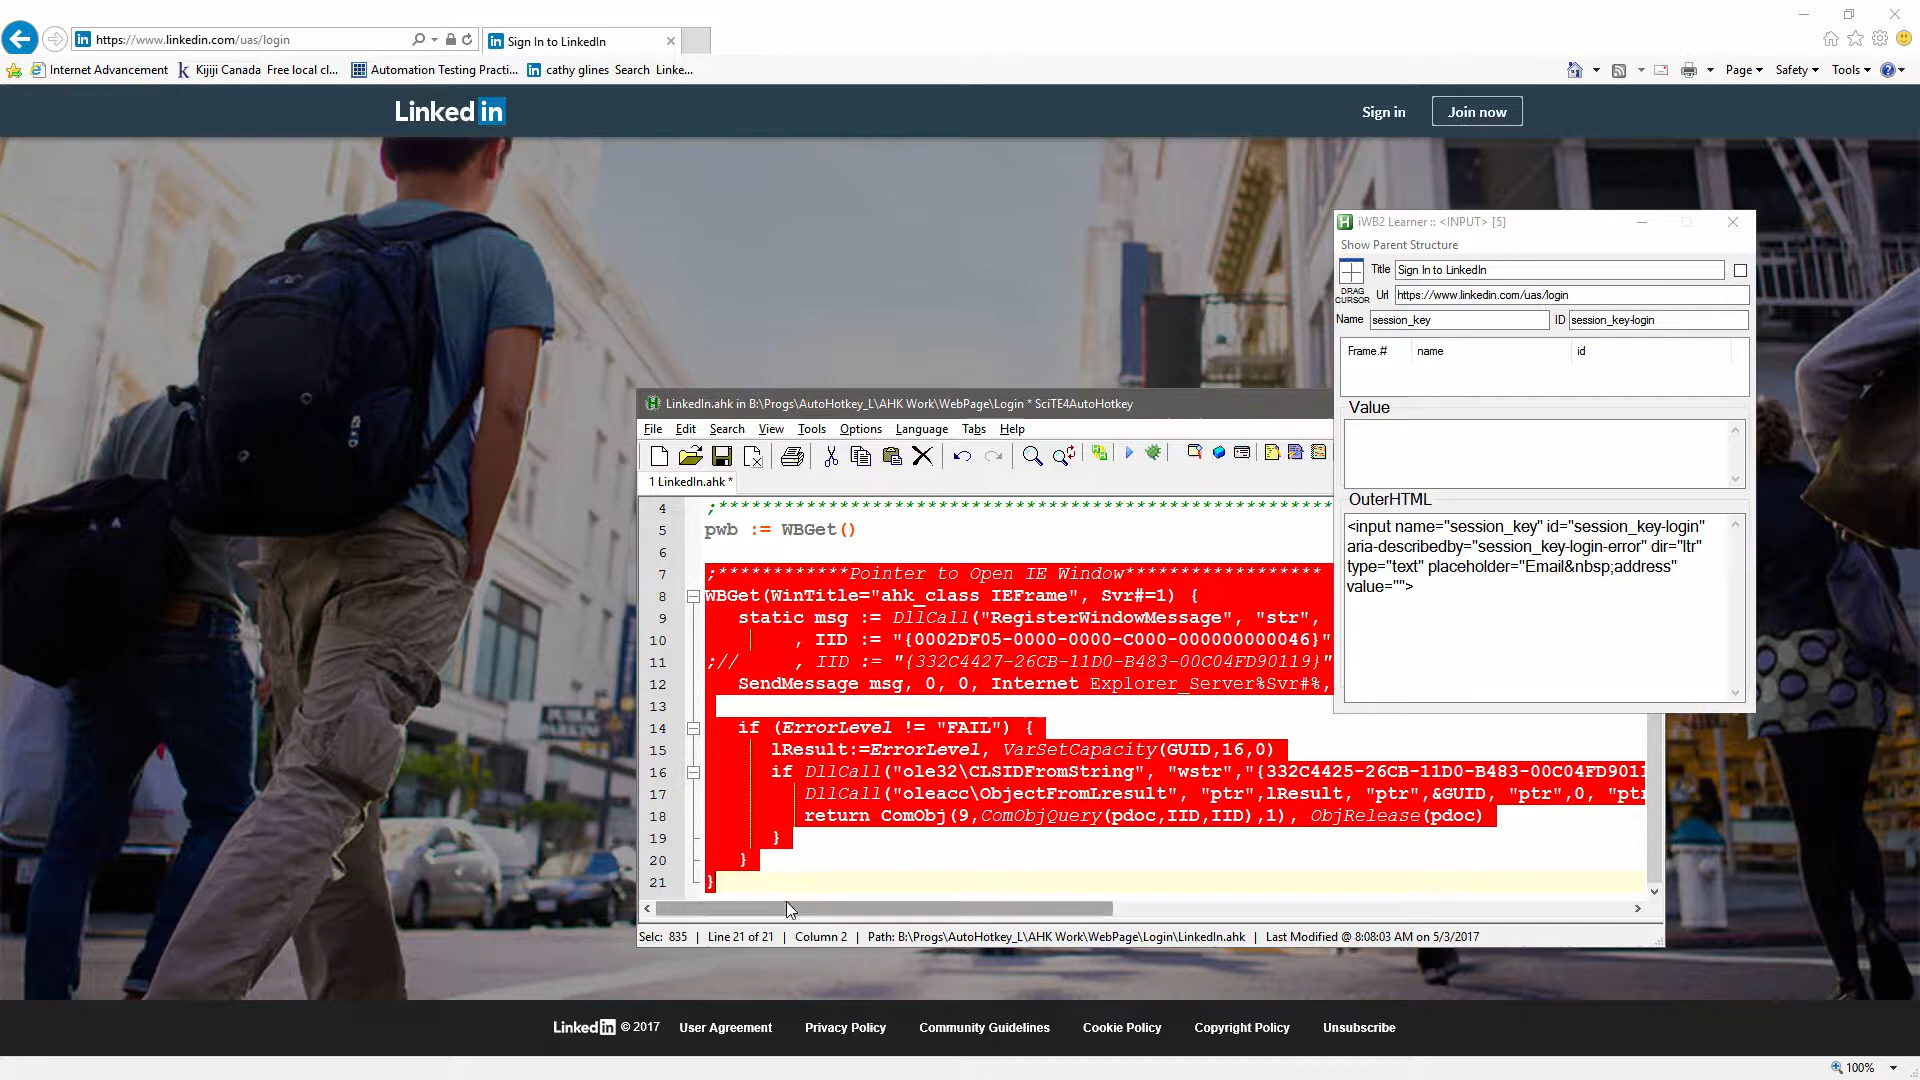 https://www.linkedin.com/uas/login
Sign In to LinkedIn
Internet Advancement
Kijiji Canada Free local cl...
Automation Testing Practi...
cathy glines Search Linke...
Page
Safety
Tools
Linked in
Sign in
Join now
iWB2 Learner :: <INPUT> [5]
Show Parent Structure
DRAG CURSOR
Title Sign In to LinkedIn
Url https://www.linkedin.com/uas/login
Name session_key ID session_key-login
Frame.# name id
Value
OuterHTML
<input name="session_key" id="session_key-login"
aria-describedby="session_key-login-error" dir="ltr"
type="text" placeholder="Email&nbsp;address"
value="">
LinkedIn.ahk in B:\Progs\AutoHotkey_L\AHK Work\WebPage\Login * SciTE4AutoHotkey
File Edit Search View Tools Options Language Tabs Help
1 LinkedIn.ahk *
4
5 pwb := WBGet()
6
7 ;************Pointer to Open IE Window******************
8 WBGet(WinTitle="ahk_class IEFrame", Svr#=1) {
9 static msg := DllCall("RegisterWindowMessage", "str",
10 , IID := "{0002DF05-0000-0000-C000-000000000046}"
11 ;// , IID := "{332C4427-26CB-11D0-B483-00C04FD90119}"
12 SendMessage msg, 0, 0, Internet Explorer_Server%Svr#%,
13
14 if (ErrorLevel != "FAIL") {
15 lResult:=ErrorLevel, VarSetCapacity(GUID,16,0)
16 if DllCall("ole32\CLSIDFromString", "wstr","{332C4425-26CB-11D0-B483-00C04FD9011
17 DllCall("oleacc\ObjectFromLresult", "ptr",lResult, "ptr",&GUID, "ptr",0, "ptr
18 return ComObj(9,ComObjQuery(pdoc,IID,IID),1), ObjRelease(pdoc)
19 }
20 }
21 }
Selc: 835 | Line 21 of 21 | Column 2 | Path: B:\Progs\AutoHotkey_L\AHK Work\WebPage\Login\LinkedIn.ahk | Last Modified @ 8:08:03 AM on 5/3/2017
Linked in © 2017 User Agreement Privacy Policy Community Guidelines Cookie Policy Copyright Policy Unsubscribe
100%